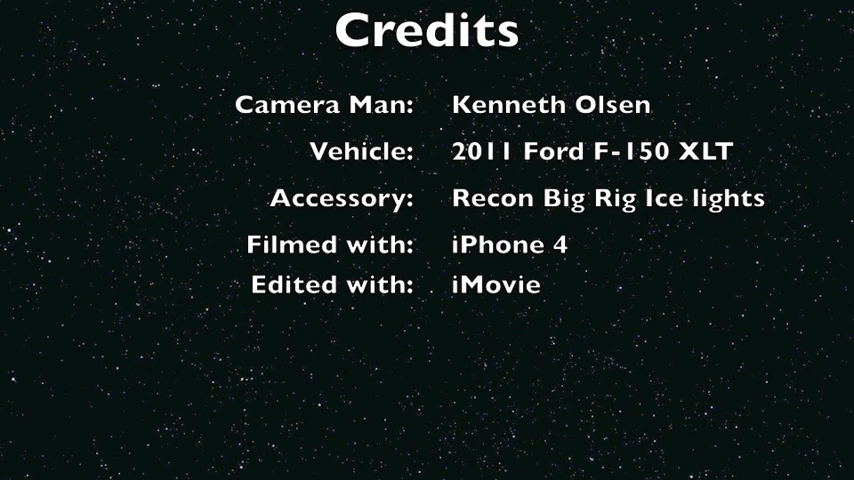 Credits
Camera Man: Kenneth Olsen
Vehicle: 2011 Ford F-150 XLT
Accessory: Recon Big Rig Ice lights
Filmed with: iPhone 4
Edited with: iMovie